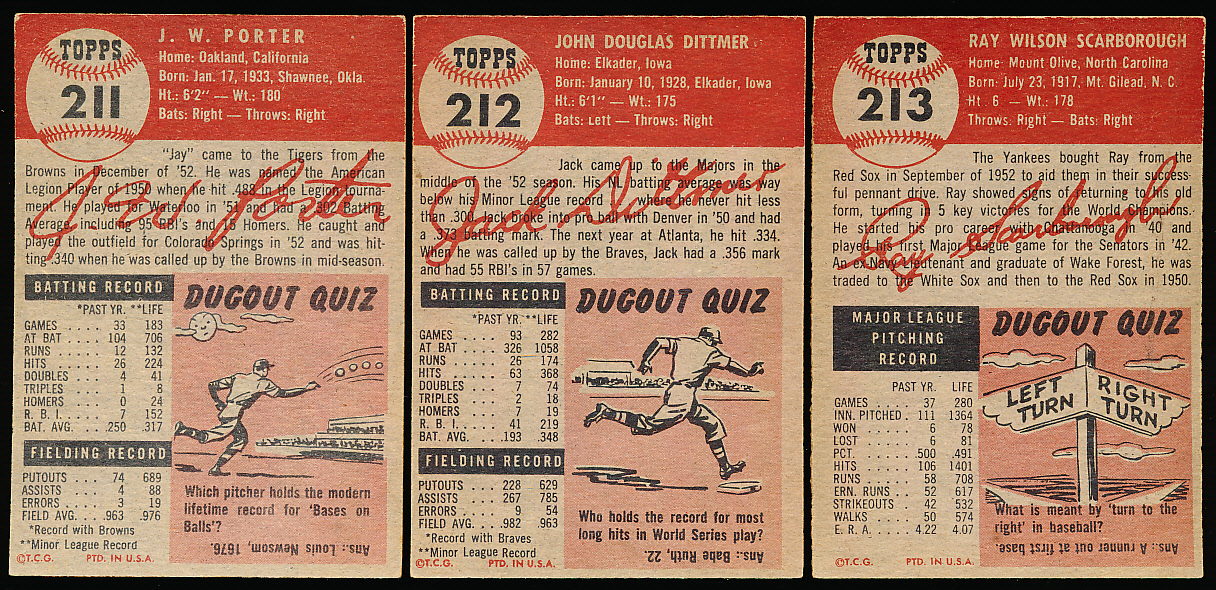 TOPPS
211
J. W. PORTER
Home: Oakland, California
Born: Jan. 17, 1933, Shawnee, Okla.
Ht.: 6'2" — Wt.: 180
Bats: Right — Throws: Right
"Jay" came to the Tigers from the
Browns in December of '52. He was named the American
Legion Player of 1950 when he hit .488 in the Legion tourna-
ment. He played for Waterloo in '51 and had a .302 Batting
Average, including 95 RBI's and 15 Homers. He caught and
played the outfield for Colorado Springs in '52 and was hit-
ting .340 when he was called up by the Browns in mid-season.
J. W. Porter
BATTING RECORD
*PAST YR. **LIFE
GAMES .... 33 183
AT BAT .... 104 706
RUNS ..... 12 132
HITS ..... 26 224
DOUBLES ... 4 41
TRIPLES .... 1 8
HOMERS ... 0 24
R. B. I. .... 7 152
BAT. AVG. ... .250 .317
FIELDING RECORD
PUTOUTS .. 74 689
ASSISTS ... 4 88
ERRORS ... 3 19
FIELD AVG. .. .963 .976
*Record with Browns
**Minor League Record
©T.C.G. PTD. IN U.S.A.
DUGOUT QUIZ
Which pitcher holds the modern
lifetime record for 'Bases on
Balls'?
Ans.: Louis Newsom, 1676.
TOPPS
212
JOHN DOUGLAS DITTMER
Home: Elkader, Iowa
Born: January 10, 1928, Elkader, Iowa
Ht.: 6'1" — Wt.: 175
Bats: Left — Throws: Right
Jack came up to the Majors in the
middle of the '52 season. His NL batting average was way
below his Minor League record where he never hit less
than .300. Jack broke into pro ball with Denver in '50 and had
a .373 batting mark. The next year at Atlanta, he hit .334.
When he was called up by the Braves, Jack had a .356 mark
and had 55 RBI's in 57 games.
Jack Dittmer
BATTING RECORD
*PAST YR. **LIFE
GAMES .... 93 282
AT BAT .... 326 1058
RUNS ..... 26 174
HITS ..... 63 368
DOUBLES ... 7 74
TRIPLES .... 2 18
HOMERS ... 7 19
R. B. I. .... 41 219
BAT. AVG. ... .193 .348
FIELDING RECORD
PUTOUTS .. 228 629
ASSISTS ... 267 785
ERRORS ... 9 54
FIELD AVG. .. .982 .963
*Record with Braves
**Minor League Record
©T.C.G. PTD. IN U.S.A.
DUGOUT QUIZ
Who holds the record for most
long hits in World Series play?
Ans.: Babe Ruth, 22.
TOPPS
213
RAY WILSON SCARBOROUGH
Home: Mount Olive, North Carolina
Born: July 23, 1917, Mt. Gilead, N. C.
Ht. 6 — Wt.: 178
Throws: Right — Bats: Right
The Yankees bought Ray from the
Red Sox in September of 1952 to aid them in their success-
ful pennant drive. Ray showed signs of returning to his old
form, turning in 5 key victories for the World Champions.
He started his pro career with Chattanooga in '40 and
played his first Major League game for the Senators in '42.
An ex-Navy Lieutenant and graduate of Wake Forest, he was
traded to the White Sox and then to the Red Sox in 1950.
Ray Scarborough
MAJOR LEAGUE
PITCHING
RECORD
PAST YR. LIFE
GAMES .... 37 280
INN. PITCHED . 111 1364
WON ..... 6 78
LOST ..... 6 81
PCT. ..... .500 .491
HITS ..... 106 1401
RUNS ..... 58 708
ERN. RUNS .. 52 617
STRIKEOUTS . 42 532
WALKS .... 50 574
E. R. A. .... 4.22 4.07
©T.C.G. PTD. IN U.S.A.
DUGOUT QUIZ
LEFT TURN
RIGHT TURN
What is meant by 'turn to the
right' in baseball?
Ans.: A runner out at first base.